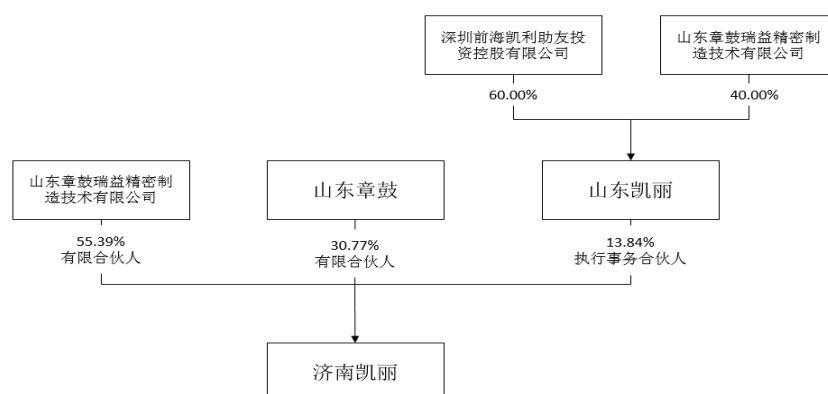 深圳前海凯利助友投
资控股有限公司
山东章鼓瑞益精密制
造技术有限公司
60.00%
40.00%
山东章鼓瑞益精密制
造技术有限公司
山东章鼓
山东凯丽
55.39%
有限合伙人
30.77%
有限合伙人
13.84%
执行事务合伙人
济南凯丽